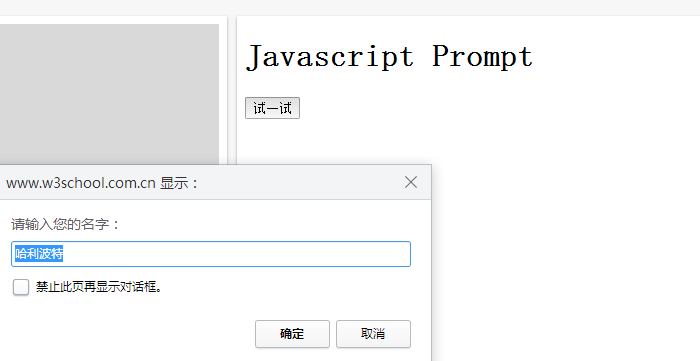 Javascript Prompt
试一试
www.w3school.com.cn 显示：
请输入您的名字：
哈利波特
禁止此页再显示对话框。
确定
取消